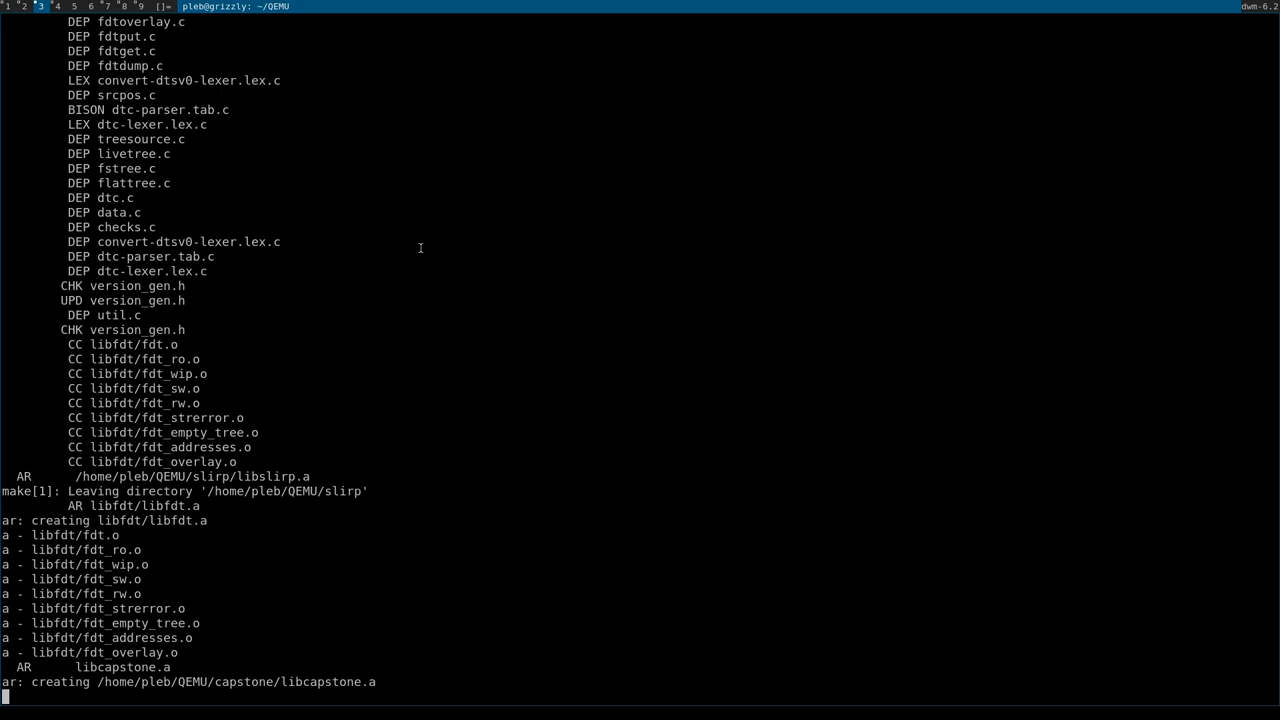 1 2 3 4 5 6 7 8 9 []= pleb@grizzly: ~/QEMU dwm-6.2
DEP fdtoverlay.c
DEP fdtput.c
DEP fdtget.c
DEP fdtdump.c
LEX convert-dtsv0-lexer.lex.c
DEP srcpos.c
BISON dtc-parser.tab.c
LEX dtc-lexer.lex.c
DEP treesource.c
DEP livetree.c
DEP fstree.c
DEP flattree.c
DEP dtc.c
DEP data.c
DEP checks.c
DEP convert-dtsv0-lexer.lex.c
DEP dtc-parser.tab.c
DEP dtc-lexer.lex.c
CHK version_gen.h
UPD version_gen.h
DEP util.c
CHK version_gen.h
CC libfdt/fdt.o
CC libfdt/fdt_ro.o
CC libfdt/fdt_wip.o
CC libfdt/fdt_sw.o
CC libfdt/fdt_rw.o
CC libfdt/fdt_strerror.o
CC libfdt/fdt_empty_tree.o
CC libfdt/fdt_addresses.o
CC libfdt/fdt_overlay.o
AR /home/pleb/QEMU/slirp/libslirp.a
make[1]: Leaving directory '/home/pleb/QEMU/slirp'
AR libfdt/libfdt.a
ar: creating libfdt/libfdt.a
a - libfdt/fdt.o
a - libfdt/fdt_ro.o
a - libfdt/fdt_wip.o
a - libfdt/fdt_sw.o
a - libfdt/fdt_rw.o
a - libfdt/fdt_strerror.o
a - libfdt/fdt_empty_tree.o
a - libfdt/fdt_addresses.o
a - libfdt/fdt_overlay.o
AR libcapstone.a
ar: creating /home/pleb/QEMU/capstone/libcapstone.a